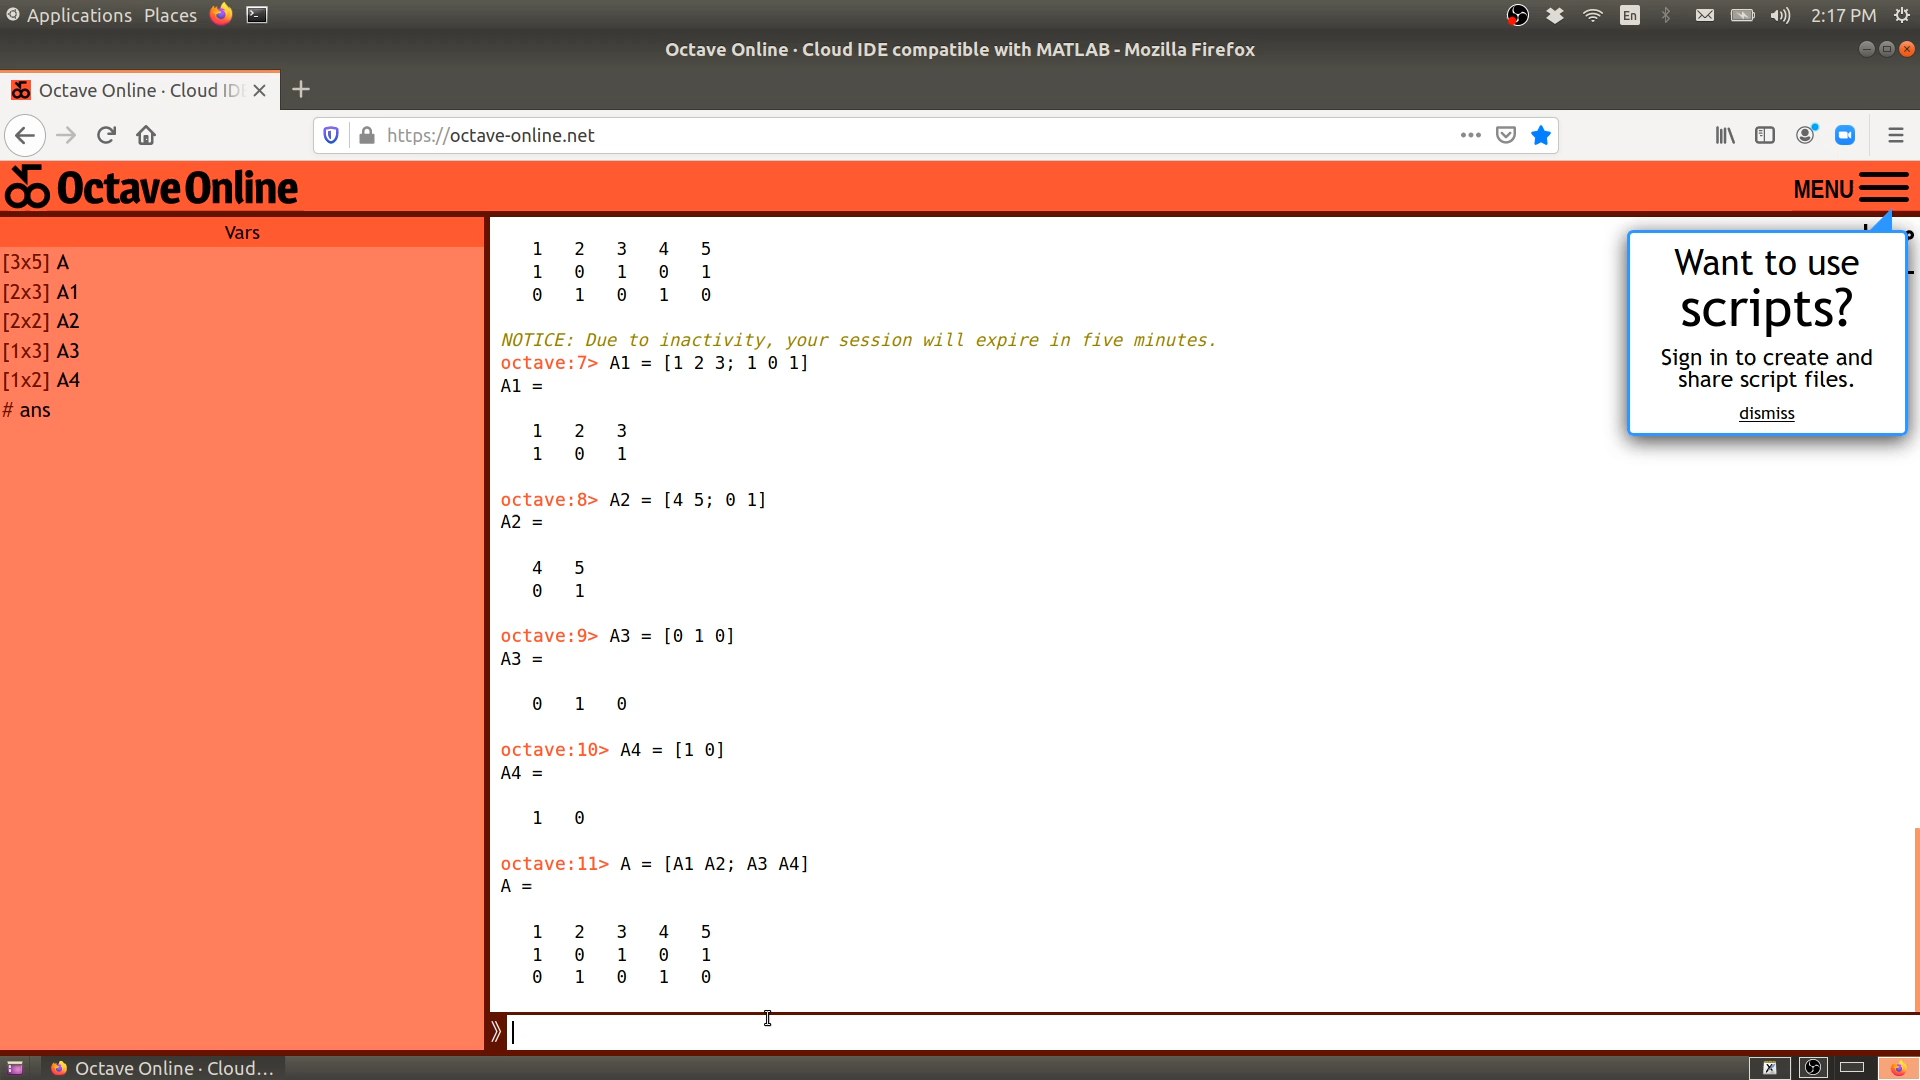 Applications Places En 2:17 PM
Octave Online · Cloud IDE compatible with MATLAB - Mozilla Firefox
Octave Online · Cloud ID
https://octave-online.net
Octave Online MENU
Vars
[3x5] A
[2x3] A1
[2x2] A2
[1x3] A3
[1x2] A4
# ans
1 2 3 4 5
1 0 1 0 1
0 1 0 1 0
NOTICE: Due to inactivity, your session will expire in five minutes.
octave:7> A1 = [1 2 3; 1 0 1]
A1 =
1 2 3
1 0 1
octave:8> A2 = [4 5; 0 1]
A2 =
4 5
0 1
octave:9> A3 = [0 1 0]
A3 =
0 1 0
octave:10> A4 = [1 0]
A4 =
1 0
octave:11> A = [A1 A2; A3 A4]
A =
1 2 3 4 5
1 0 1 0 1
0 1 0 1 0
»
Want to use
scripts?
Sign in to create and
share script files.
dismiss
Octave Online · Cloud...